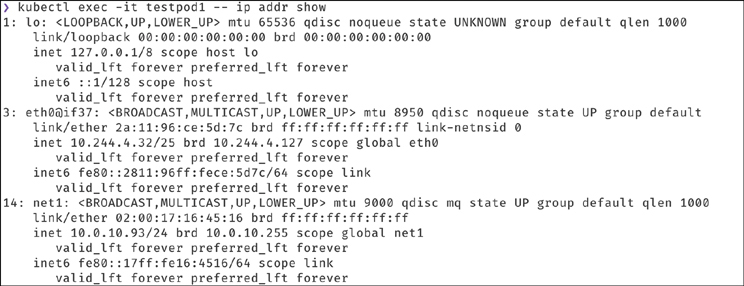 ❯ kubectl exec -it testpod1 -- ip addr show
1: lo: <LOOPBACK,UP,LOWER_UP> mtu 65536 qdisc noqueue state UNKNOWN group default qlen 1000
    link/loopback 00:00:00:00:00:00 brd 00:00:00:00:00:00
    inet 127.0.0.1/8 scope host lo
       valid_lft forever preferred_lft forever
    inet6 ::1/128 scope host
       valid_lft forever preferred_lft forever
3: eth0@if37: <BROADCAST,MULTICAST,UP,LOWER_UP> mtu 8950 qdisc noqueue state UP group default
    link/ether 2a:11:96:ce:5d:7c brd ff:ff:ff:ff:ff:ff link-netnsid 0
    inet 10.244.4.32/25 brd 10.244.4.127 scope global eth0
       valid_lft forever preferred_lft forever
    inet6 fe80::2811:96ff:fece:5d7c/64 scope link
       valid_lft forever preferred_lft forever
14: net1: <BROADCAST,MULTICAST,UP,LOWER_UP> mtu 9000 qdisc mq state UP group default qlen 1000
    link/ether 02:00:17:16:45:16 brd ff:ff:ff:ff:ff:ff
    inet 10.0.10.93/24 brd 10.0.10.255 scope global net1
       valid_lft forever preferred_lft forever
    inet6 fe80::17ff:fe16:4516/64 scope link
       valid_lft forever preferred_lft forever